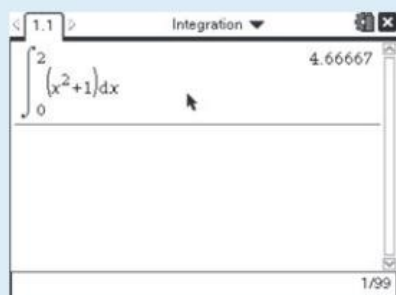 1.1 Integration
∫₀² (x²+1)dx 4.66667
1/99